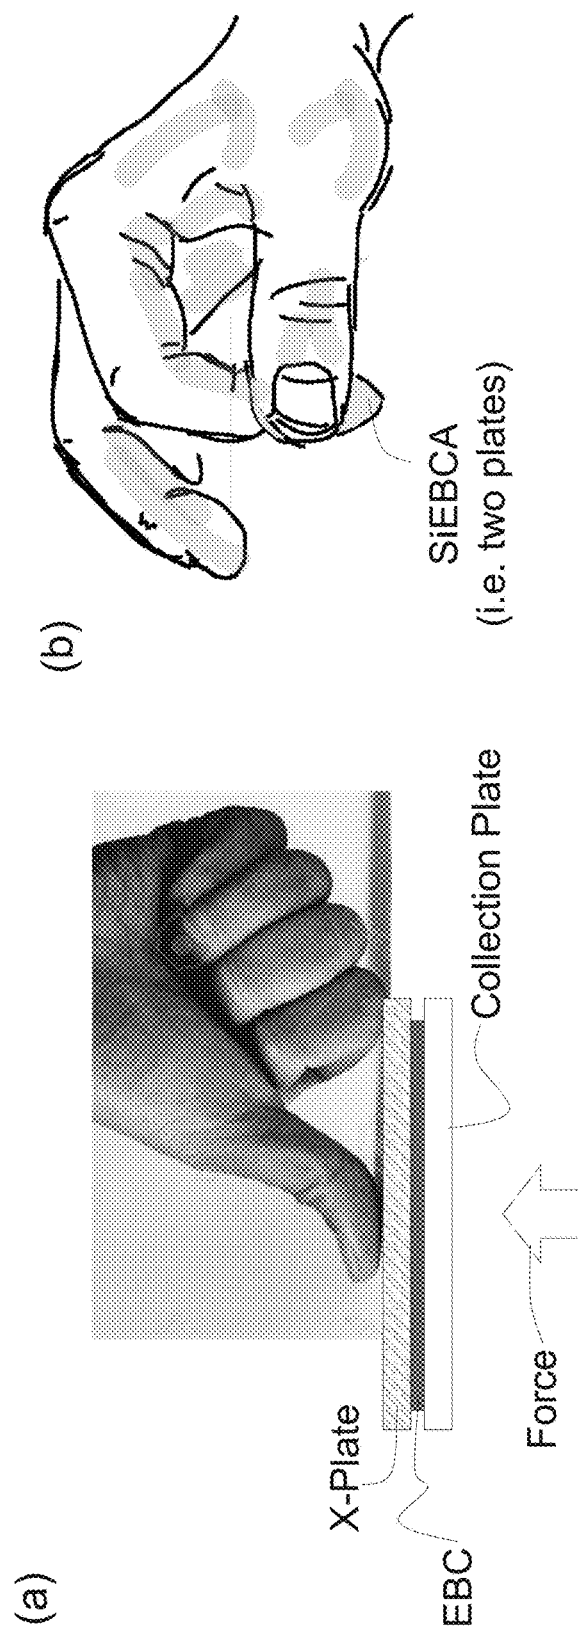 (a)
X-Plate
EBC
Force
Collection Plate
(b)
SiEBCA
(i.e. two plates)